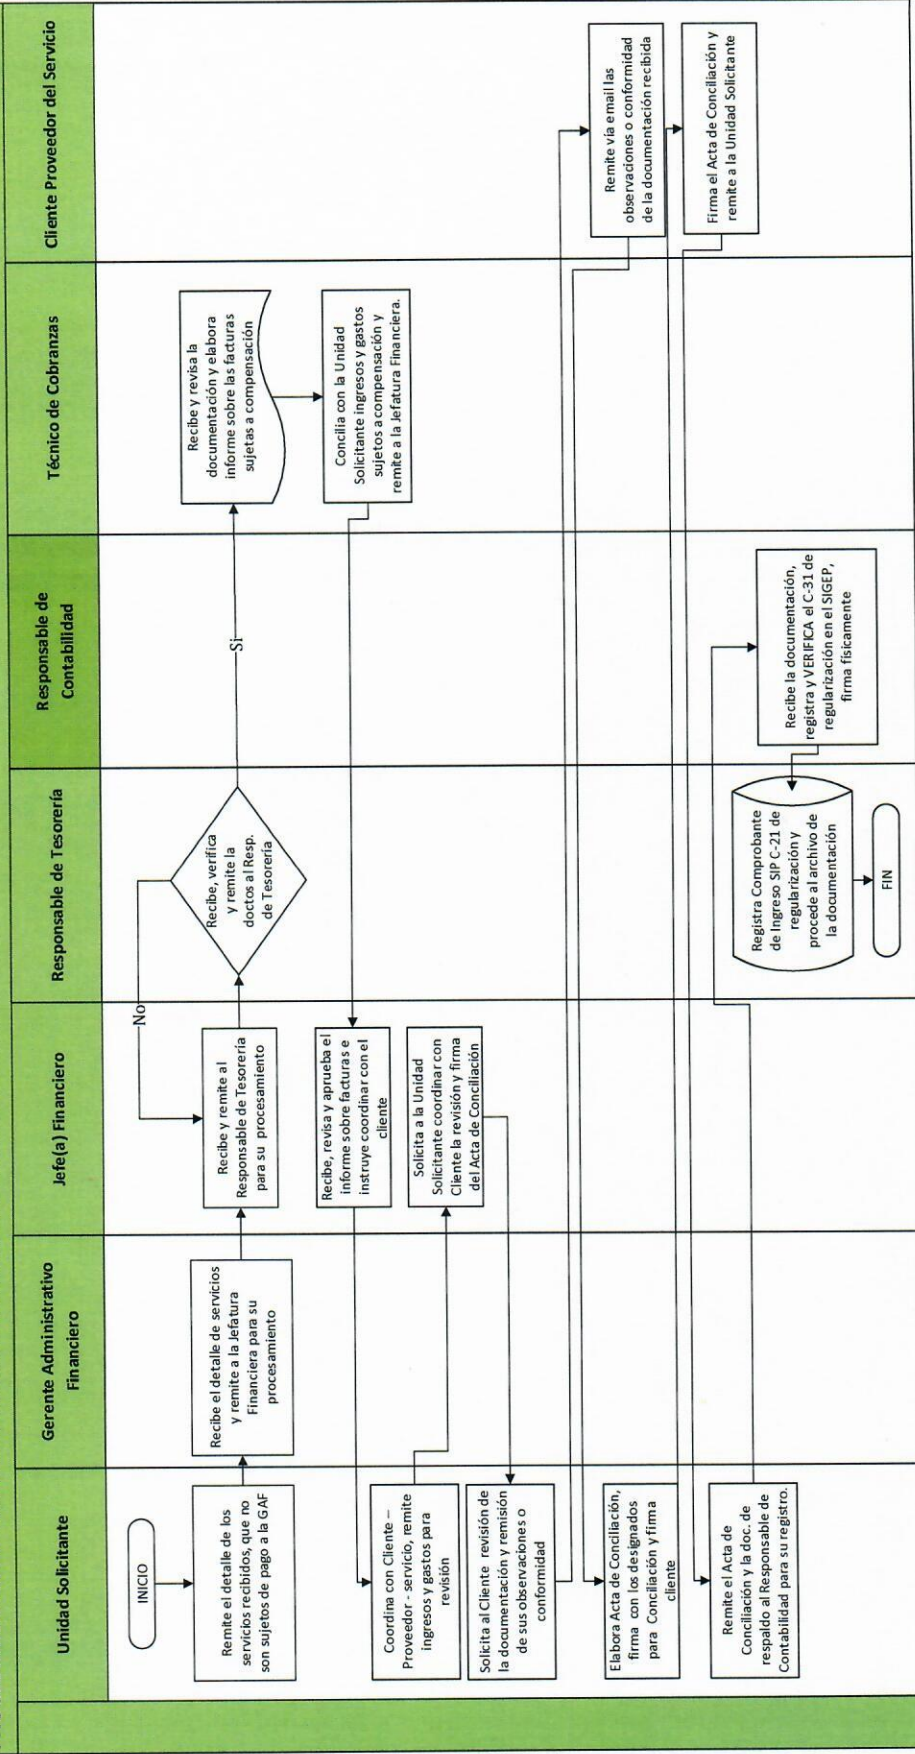 Unidad Solicitante
Gerente Administrativo
Financiero
Jefe(a) Financiero
Responsable de Tesorería
Responsable de
Contabilidad
Técnico de Cobranzas
Cliente Proveedor del Servicio
INICIO
Remite el detalle de los
servicios recibidos, que no
son sujetos de pago a la GAF
Recibe el detalle de servicios
y remite a la Jefatura
Financiera para su
procesamiento
Recibe y remite al
Responsable de Tesorería
para su procesamiento
No
Recibe, verifica
y remite la
doctos al Resp.
de Tesorería
Si
Recibe y revisa la
documentación y elabora
informe sobre las facturas
sujetas a compensación
Concilia con la Unidad
Solicitante ingresos y gastos
sujetos a compensación y
remite a la Jefatura Financiera.
Recibe, revisa y aprueba el
informe sobre facturas e
instruye coordinar con el
cliente
Coordina con Cliente –
Proveedor - servicio, remite
ingresos y gastos para
revisión
Solicita a la Unidad
Solicitante coordinar con
Cliente la revisión y firma
del Acta de Conciliación
Solicita al Cliente revisión de
la documentación y remisión
de sus observaciones o
conformidad
Remite vía email las
observaciones o conformidad
de la documentación recibida
Elabora Acta de Conciliación,
firma con los designados
para Conciliación y firma
cliente
Firma el Acta de Conciliación y
remite a la Unidad Solicitante
Remite el Acta de
Conciliación y la doc. de
respaldo al Responsable de
Contabilidad para su registro.
Recibe la documentación,
registra y VERIFICA el C-31 de
regularización en el SIGEP,
firma físicamente
Registra Comprobante
de Ingreso SIP C-21 de
regularización y
procede al archivo de
la documentación
FIN